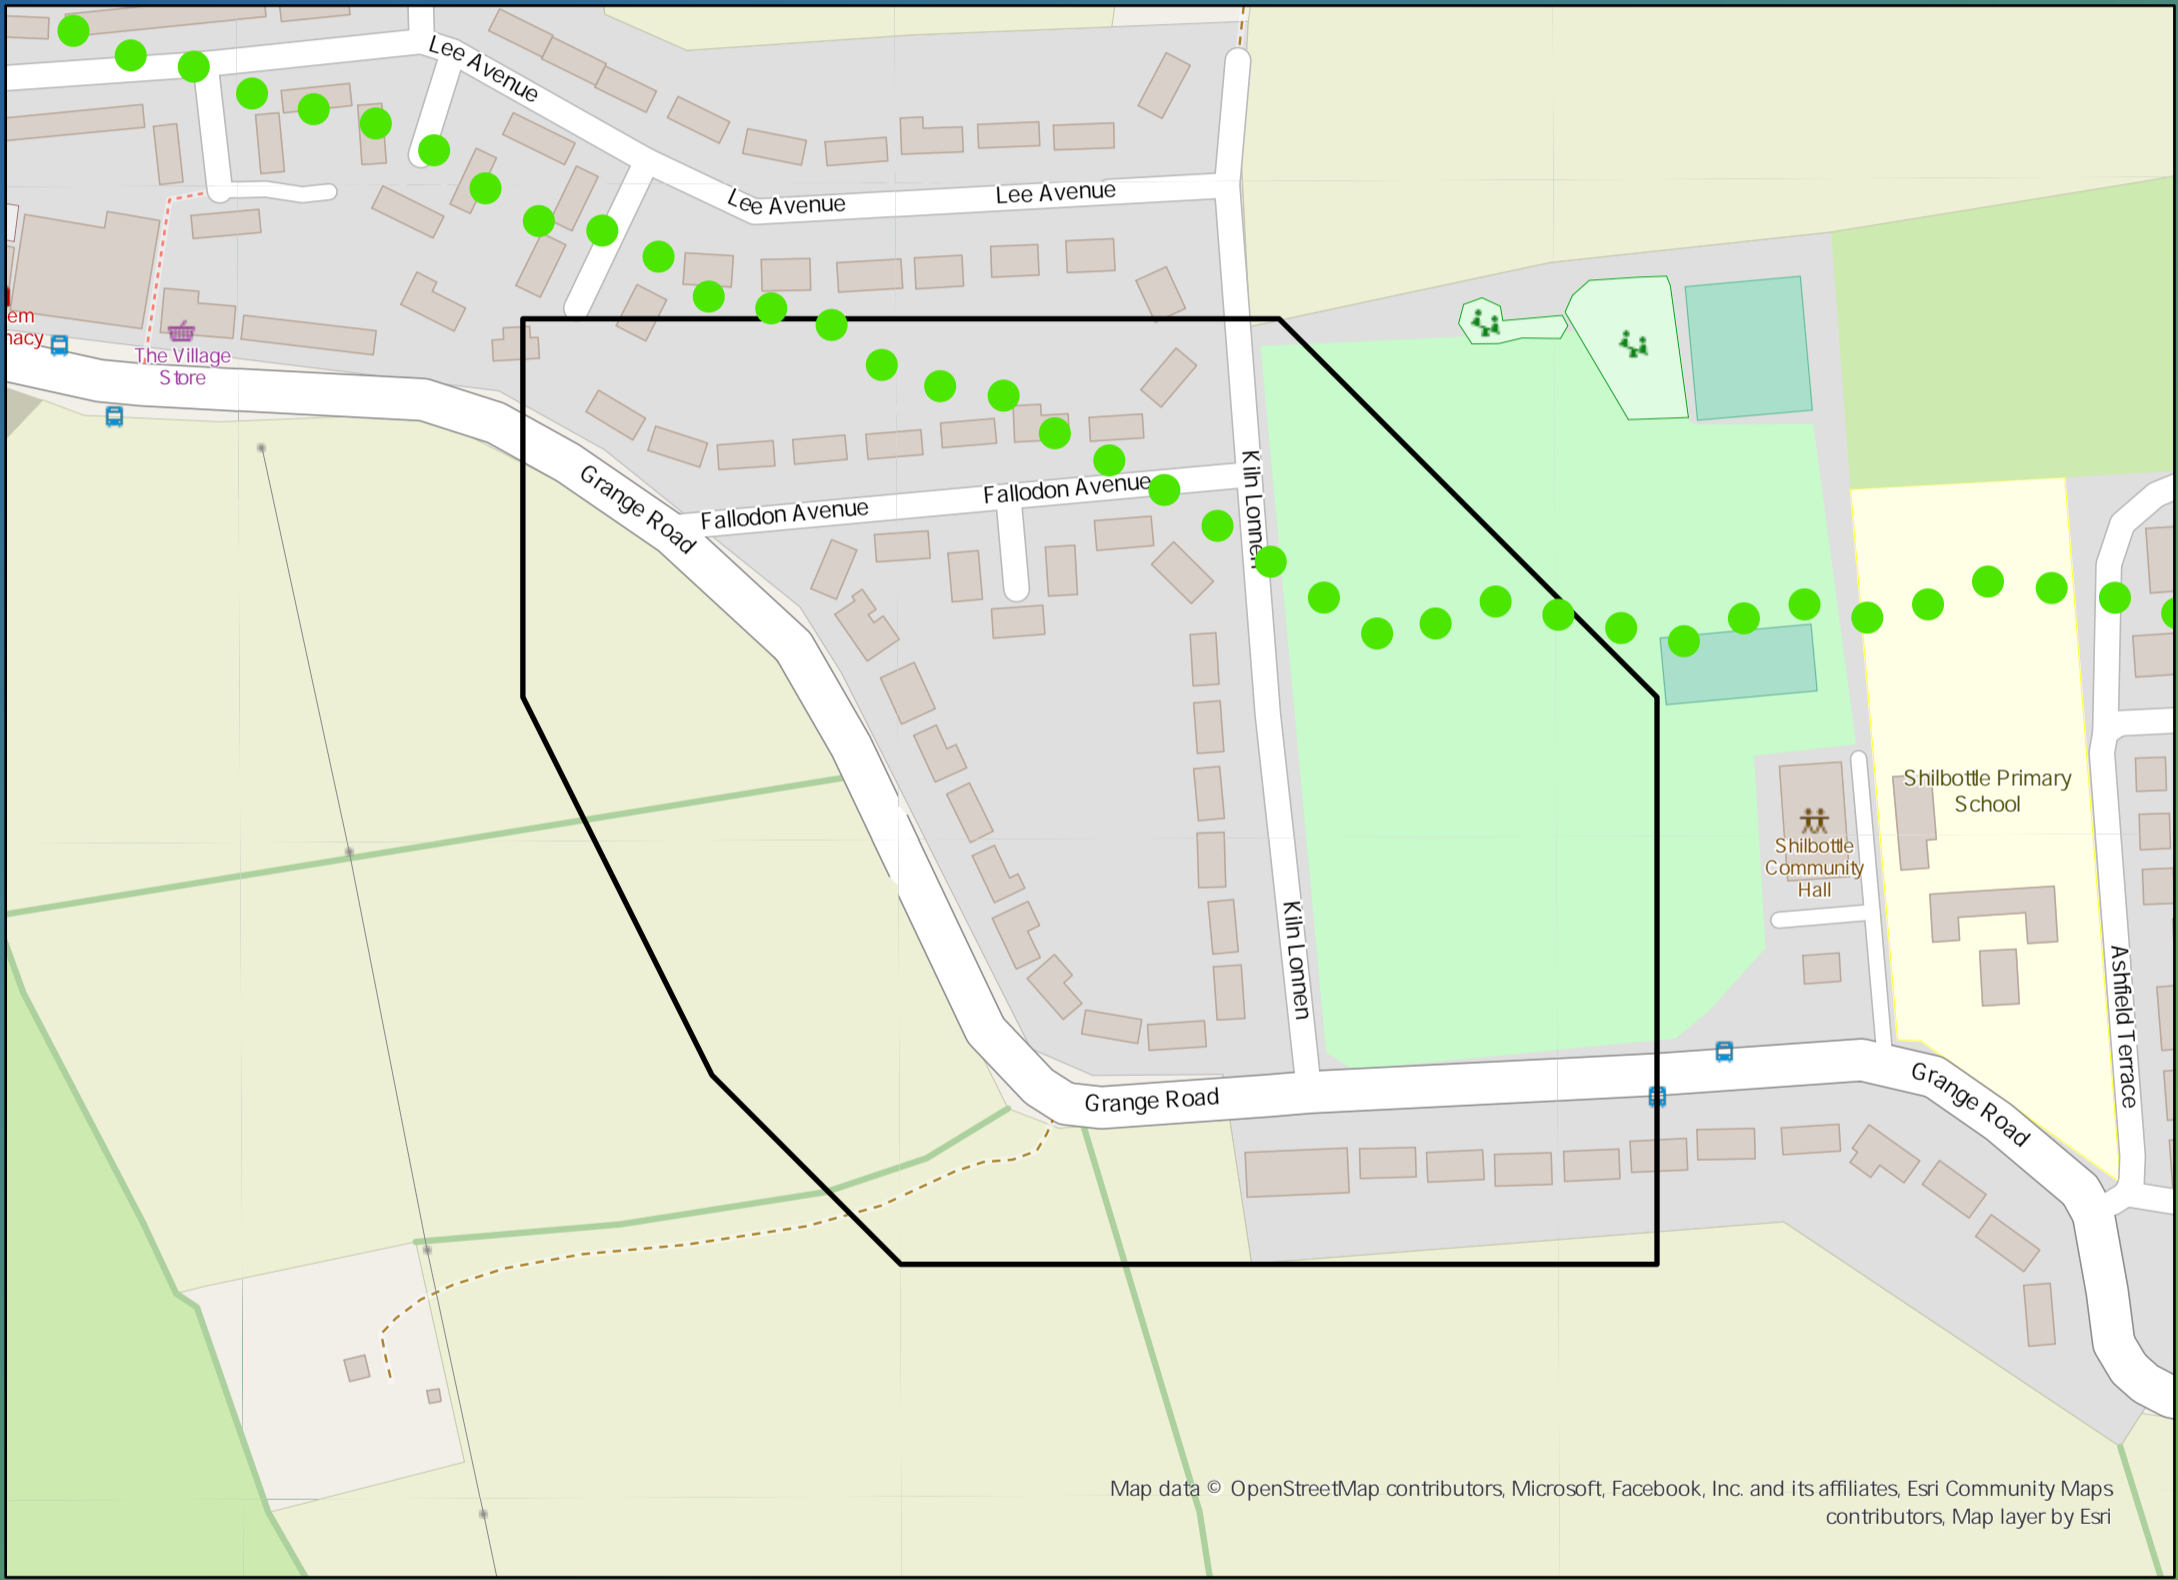 Lee Avenue
Lee Avenue
Lee Avenue
em
nacy
The Village
Store
Grange Road
Fallodon Avenue
Fallodon Avenue
Kiln Lonnen
Shilbottle Primary
School
Shilbottle
Community
Hall
Kiln Lonnen
Ashfield Terrace
Grange Road
Grange Road
Map data © OpenStreetMap contributors, Microsoft, Facebook, Inc. and its affiliates, Esri Community Maps
contributors, Map layer by Esri